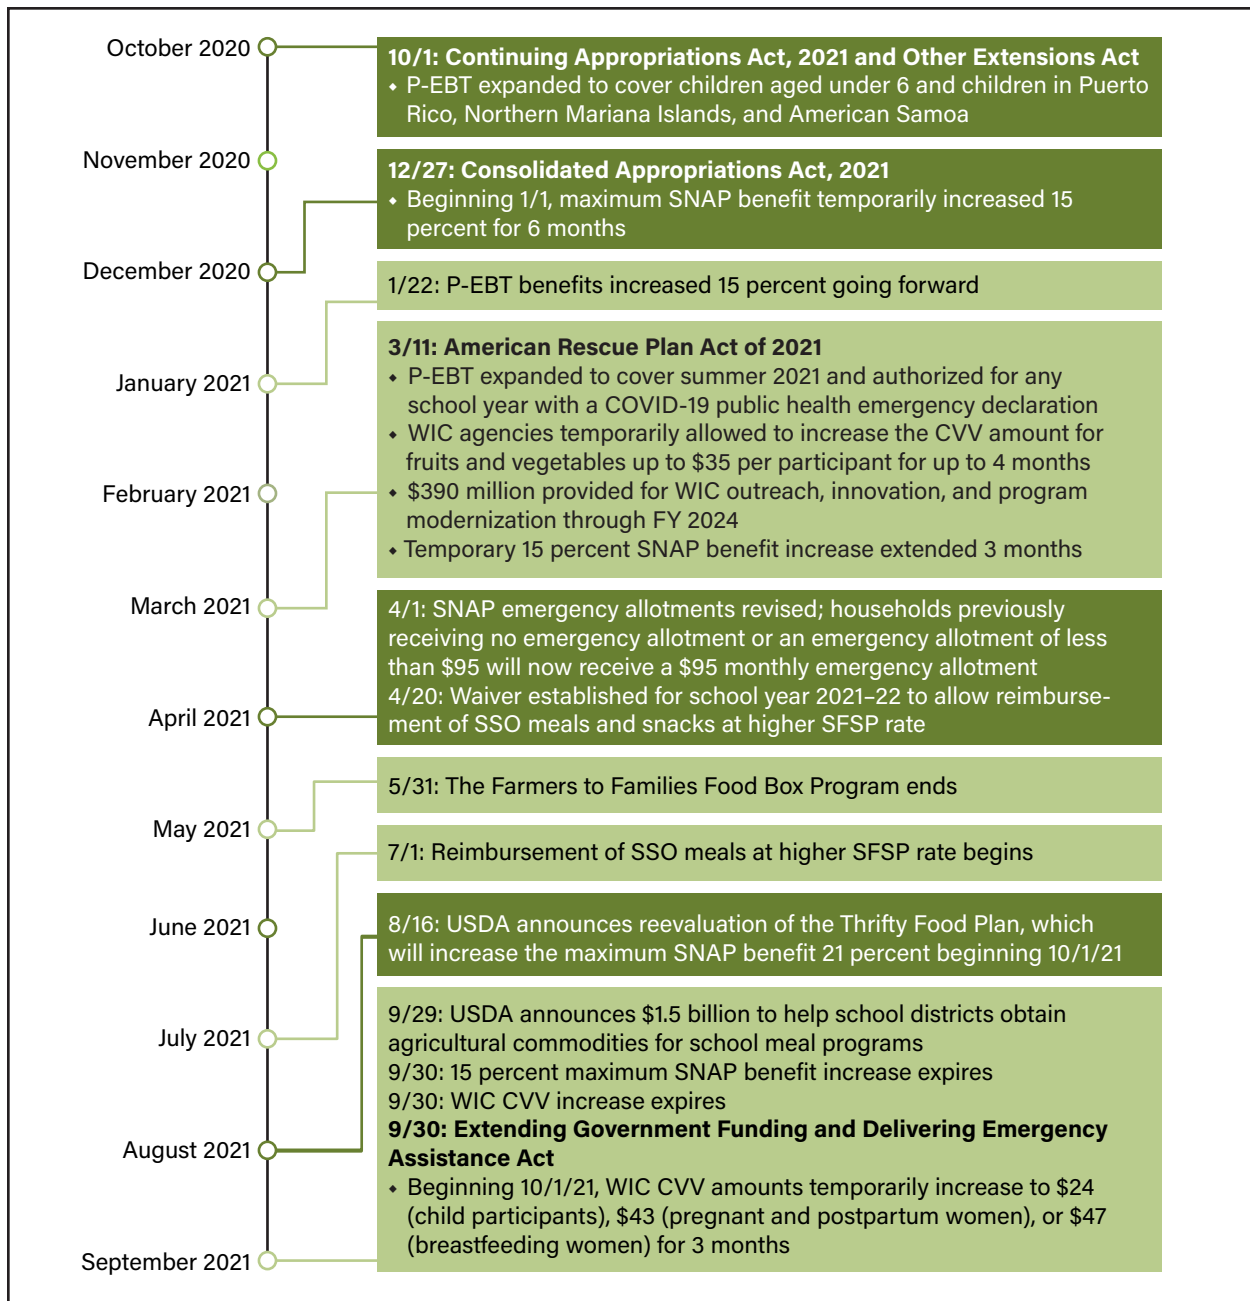 October 2020
10/1: Continuing Appropriations Act, 2021 and Other Extensions Act
◆ P-EBT expanded to cover children aged under 6 and children in Puerto
Rico, Northern Mariana Islands, and American Samoa
November 2020
12/27: Consolidated Appropriations Act, 2021
◆ Beginning 1/1, maximum SNAP benefit temporarily increased 15
percent for 6 months
December 2020
1/22: P-EBT benefits increased 15 percent going forward
January 2021
3/11: American Rescue Plan Act of 2021
◆ P-EBT expanded to cover summer 2021 and authorized for any
school year with a COVID-19 public health emergency declaration
◆ WIC agencies temporarily allowed to increase the CVV amount for
fruits and vegetables up to $35 per participant for up to 4 months
◆ $390 million provided for WIC outreach, innovation, and program
modernization through FY 2024
◆ Temporary 15 percent SNAP benefit increase extended 3 months
February 2021
March 2021
4/1: SNAP emergency allotments revised; households previously
receiving no emergency allotment or an emergency allotment of less
than $95 will now receive a $95 monthly emergency allotment
4/20: Waiver established for school year 2021–22 to allow reimburse-
ment of SSO meals and snacks at higher SFSP rate
April 2021
5/31: The Farmers to Families Food Box Program ends
May 2021
7/1: Reimbursement of SSO meals at higher SFSP rate begins
June 2021
8/16: USDA announces reevaluation of the Thrifty Food Plan, which
will increase the maximum SNAP benefit 21 percent beginning 10/1/21
July 2021
9/29: USDA announces $1.5 billion to help school districts obtain
agricultural commodities for school meal programs
9/30: 15 percent maximum SNAP benefit increase expires
9/30: WIC CVV increase expires
9/30: Extending Government Funding and Delivering Emergency
Assistance Act
◆ Beginning 10/1/21, WIC CVV amounts temporarily increase to $24
(child participants), $43 (pregnant and postpartum women), or $47
(breastfeeding women) for 3 months
August 2021
September 2021